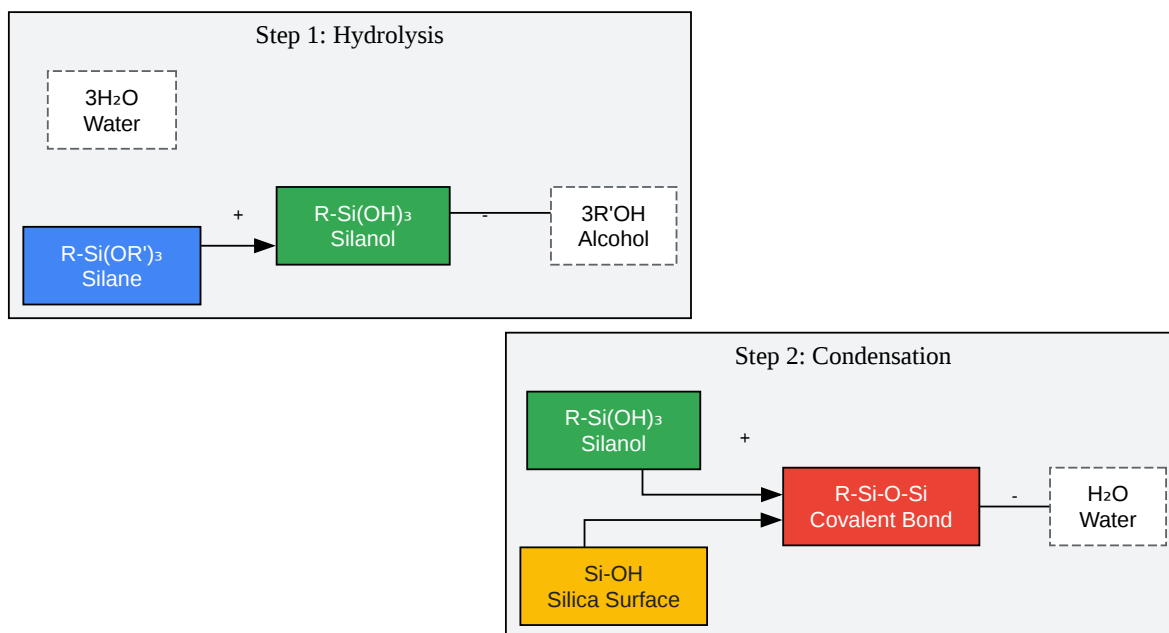 Step 1: Hydrolysis
3H₂O
Water
+
R-Si(OR')₃
Silane
R-Si(OH)₃
Silanol
-
3R'OH
Alcohol
Step 2: Condensation
R-Si(OH)₃
Silanol
+
Si-OH
Silica Surface
R-Si-O-Si
Covalent Bond
-
H₂O
Water